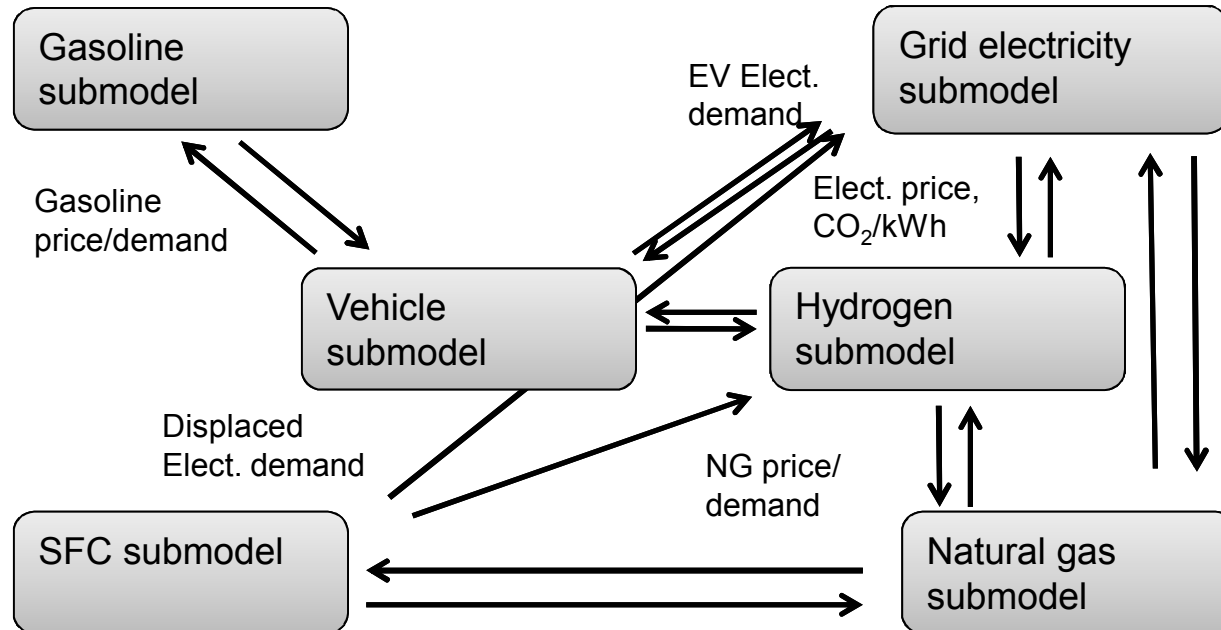 Gasoline
submodel
Grid electricity
submodel
EV Elect.
demand
Gasoline
price/demand
Elect. price,
CO₂/kWh
Vehicle
submodel
Hydrogen
submodel
Displaced
Elect. demand
NG price/
demand
SFC submodel
Natural gas
submodel